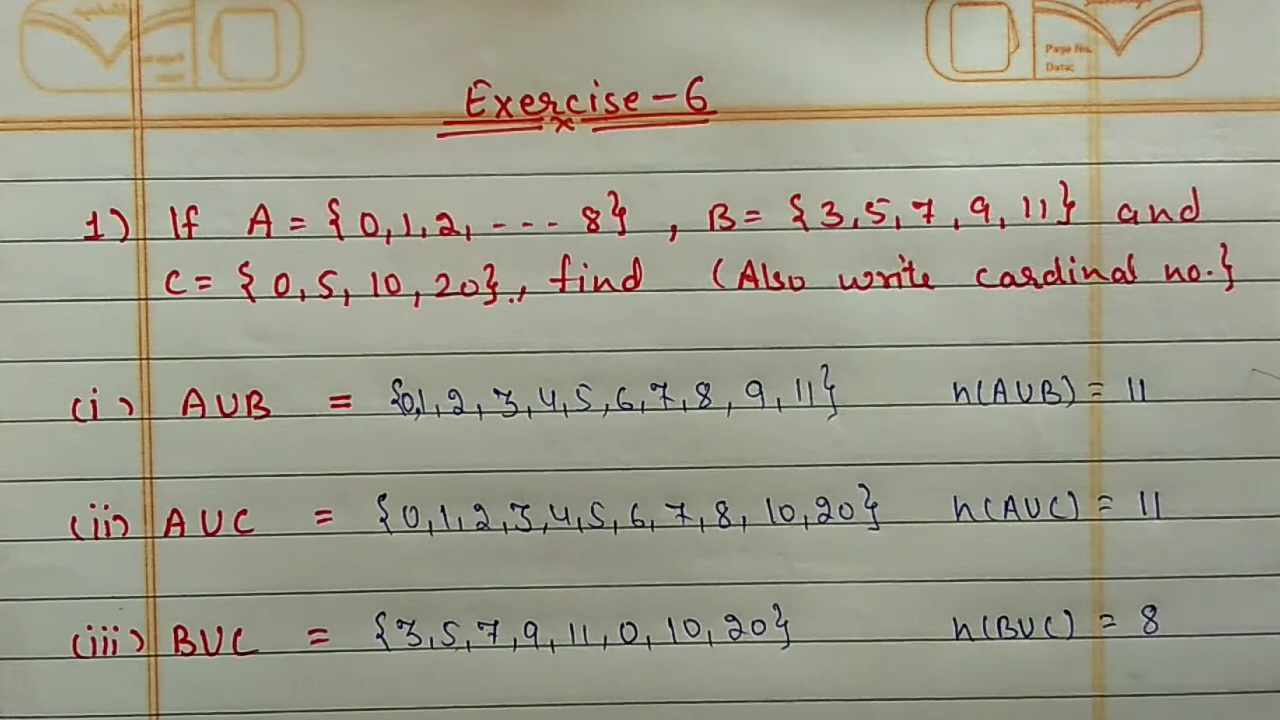 Page No.
Date:
Exercise-6
1) If A = {0,1,2, ---- 8}, B = {3,5,7,9,11} and
C = {0,5,10,20}., find (Also write cardinal no.}
(i) AUB = {0,1,2,3,4,5,6,7,8,9,11} n(AUB) = 11
(ii) AUC = {0,1,2,3,4,5,6,7,8,10,20} n(AUC) = 11
(iii) BUC = {3,5,7,9,11,0,10,20} n(BUC) = 8